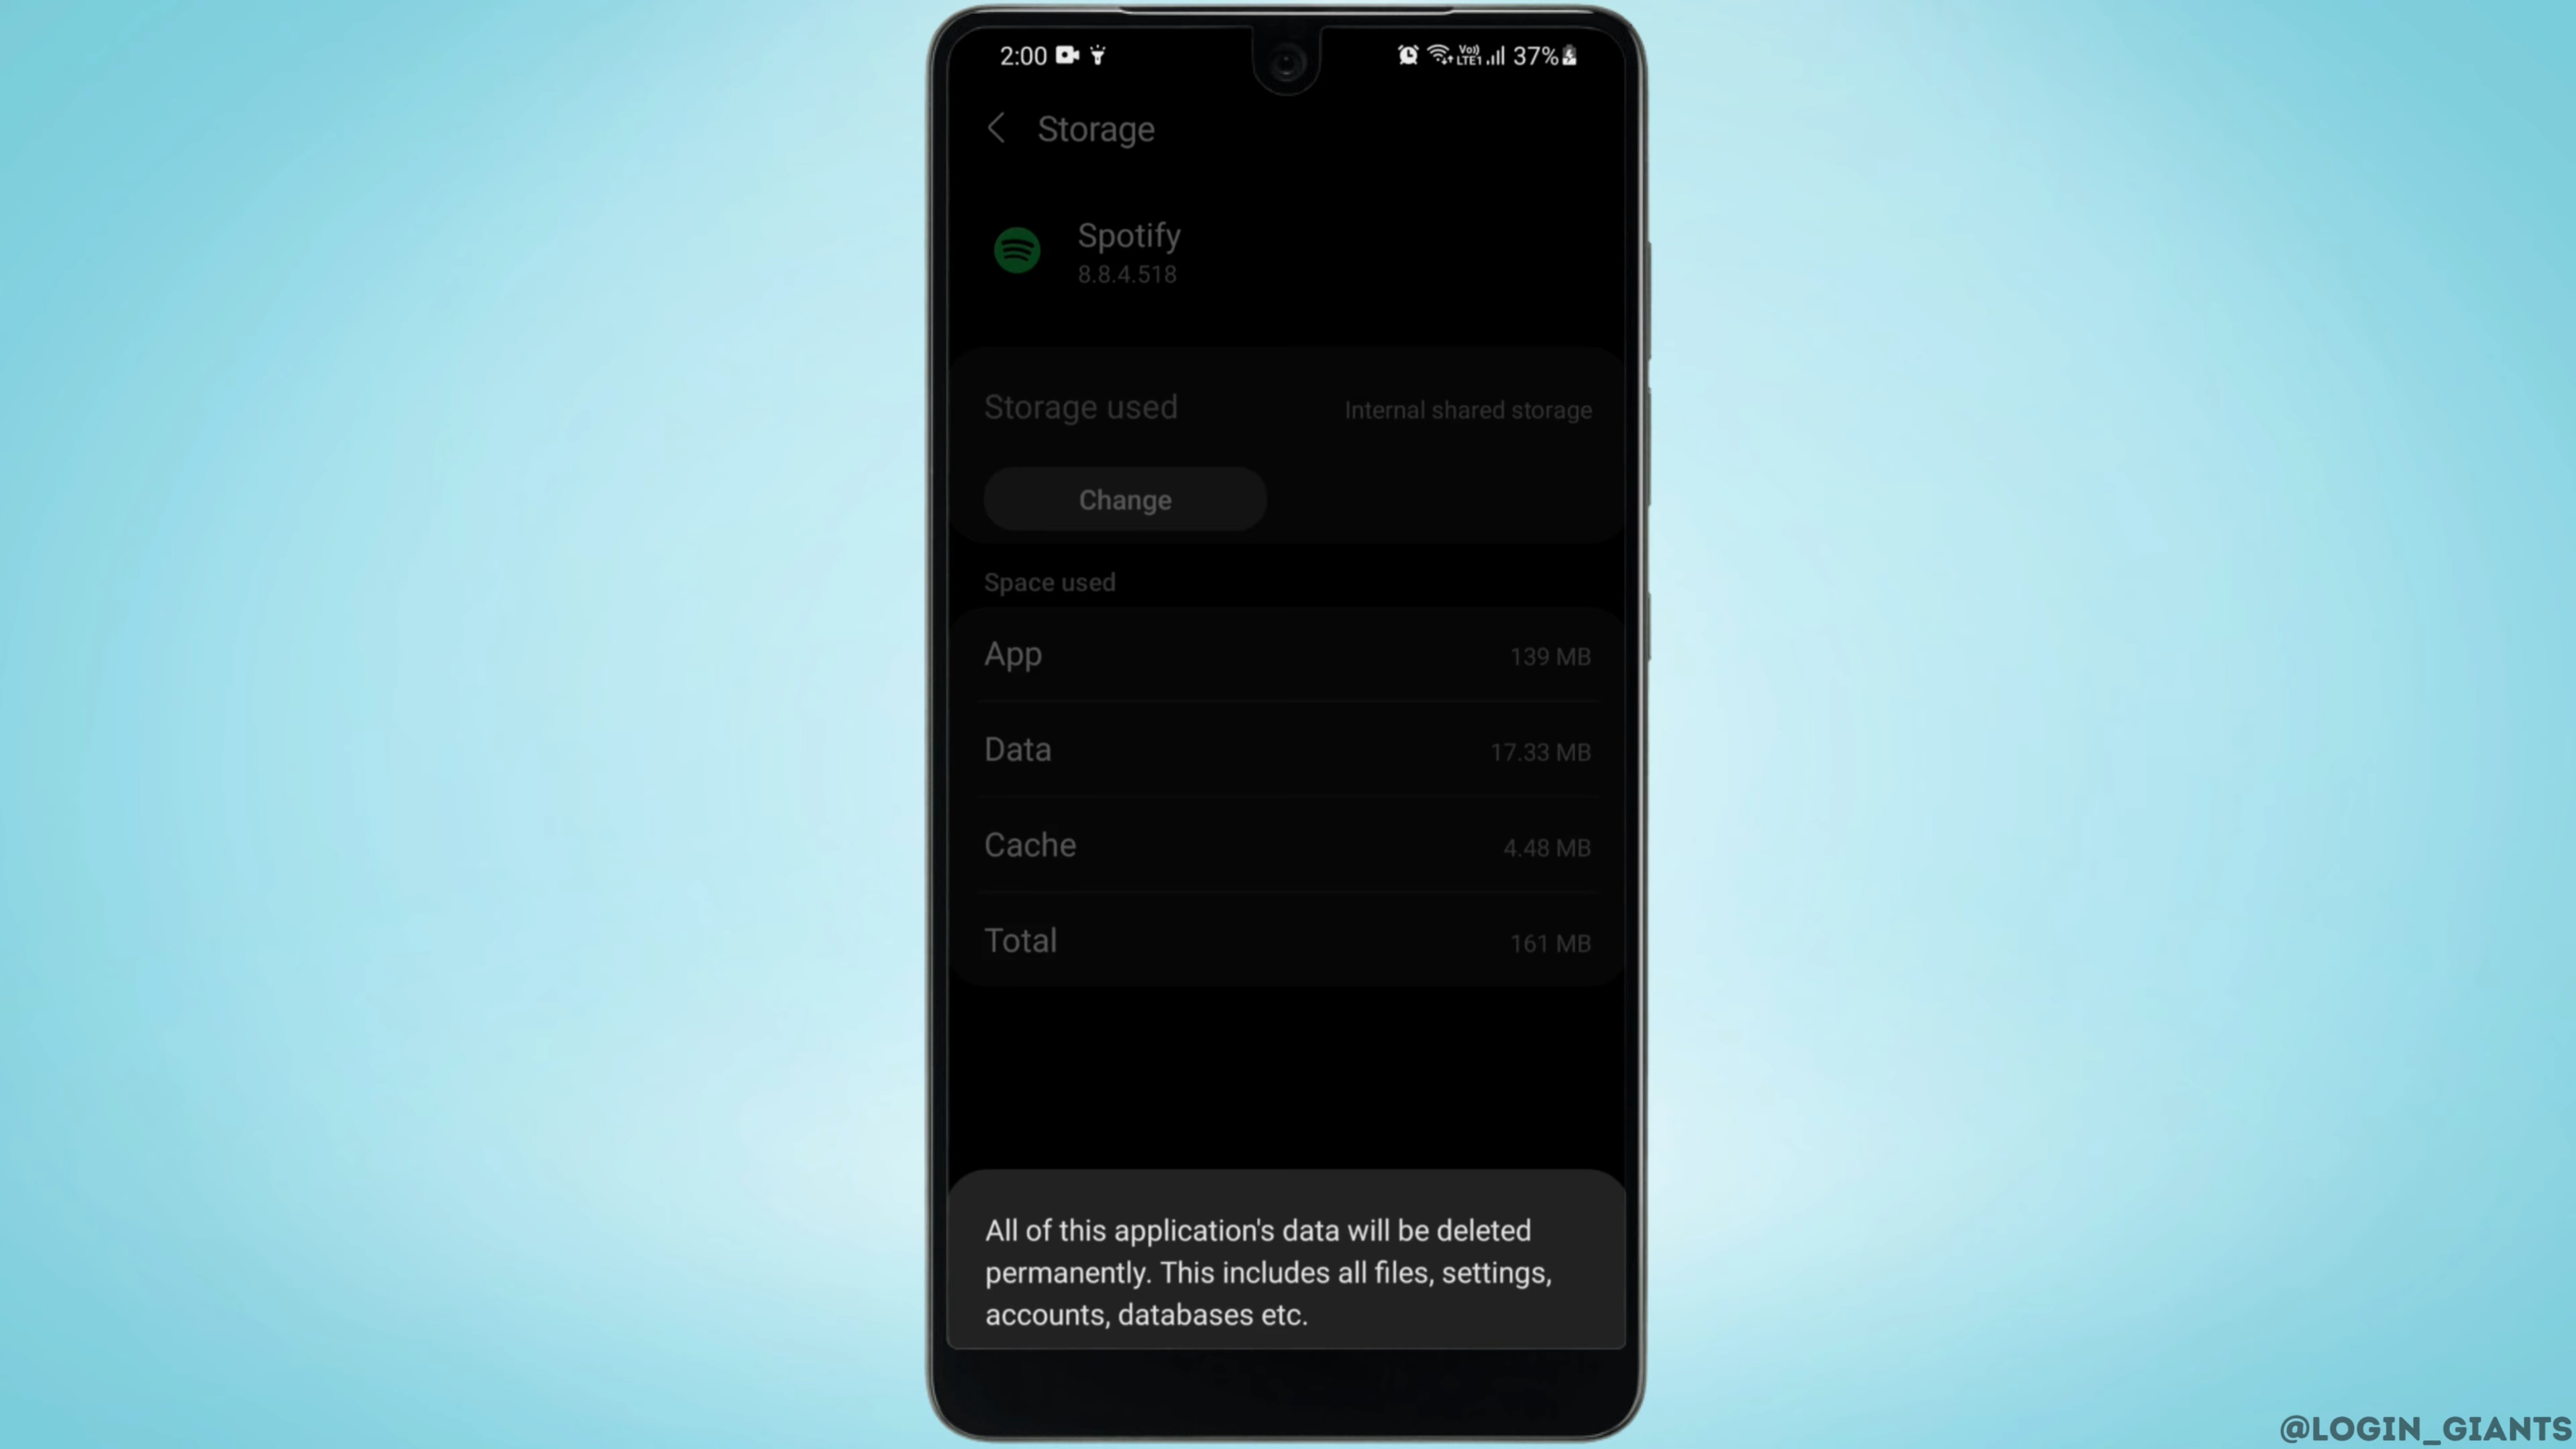 2:00 Vo)) LTE1 37%
Storage
Spotify
8.8.4.518
Storage used Internal shared storage
Change
Space used
App 139 MB
Data 17.33 MB
Cache 4.48 MB
Total 161 MB
All of this application's data will be deleted
permanently. This includes all files, settings,
accounts, databases etc.
@LOGIN_GIANTS